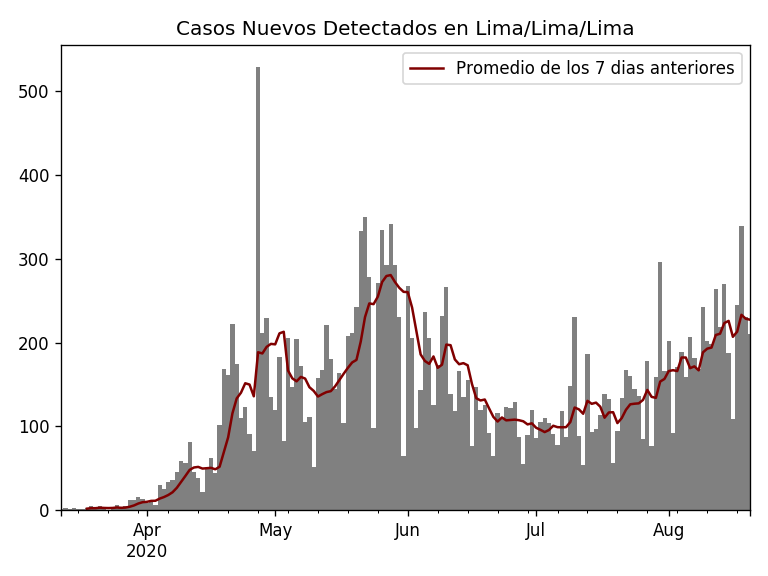 Casos Nuevos Detectados en Lima/Lima/Lima
Promedio de los 7 dias anteriores
500
400
300
200
100
0
Apr
2020
May
Jun
Jul
Aug